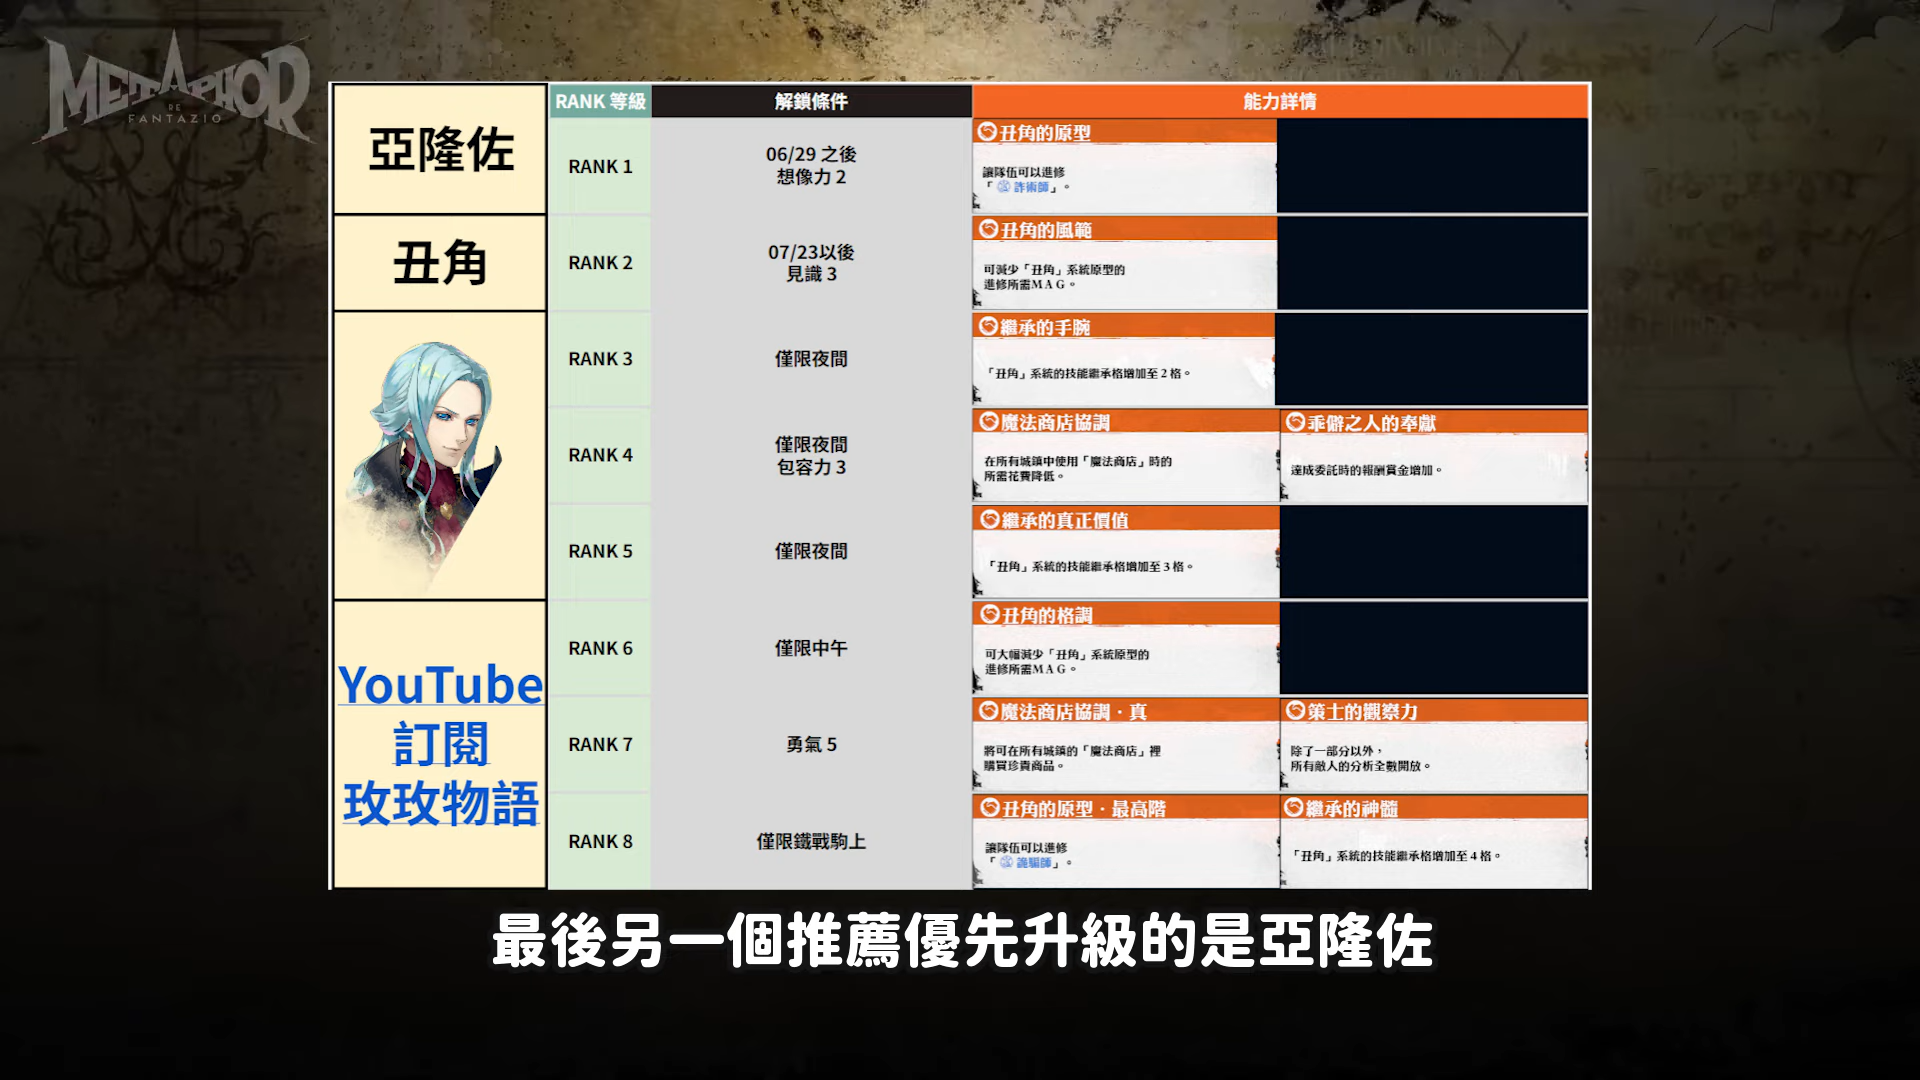 METAPHOR
DE
FANTAZIO
亞隆佐
丑角
YouTube
訂閱
玫玫物語
RANK 等級
解鎖條件
能力詳情
RANK 1
06/29 之後
想像力 2
丑角的原型
讓隊伍可以進修
「詐術師」。
RANK 2
07/23以後
見識 3
丑角的風範
可減少「丑角」系統原型的
進修所需MAG。
RANK 3
僅限夜間
繼承的手腕
「丑角」系統的技能繼承格增加至2格。
RANK 4
僅限夜間
包容力 3
魔法商店協調
在所有城鎮中使用「魔法商店」時的
所需花費降低。
乖僻之人的奉獻
達成委託時的報酬賞金增加。
RANK 5
僅限夜間
繼承的真正價值
「丑角」系統的技能繼承格增加至3格。
RANK 6
僅限中午
丑角的格調
可大幅減少「丑角」系統原型的
進修所需MAG。
RANK 7
勇氣 5
魔法商店協調・真
將可在所有城鎮的「魔法商店」裡
購買珍貴商品。
策士的觀察力
除了一部分以外，
所有敵人的分析全數開放。
RANK 8
僅限鐵戰駒上
丑角的原型・最高階
讓隊伍可以進修
「詭騙師」。
繼承的神髓
「丑角」系統的技能繼承格增加至4格。
最後另一個推薦優先升級的是亞隆佐